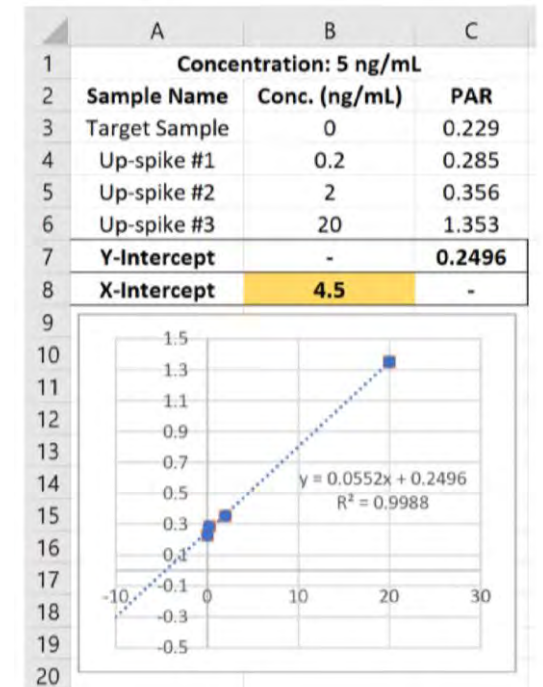 A B C
1 Concentration: 5 ng/mL
2 Sample Name Conc. (ng/mL) PAR
3 Target Sample 0 0.229
4 Up-spike #1 0.2 0.285
5 Up-spike #2 2 0.356
6 Up-spike #3 20 1.353
7 Y-Intercept - 0.2496
8 X-Intercept 4.5 -
9
10
11
12
13
14
15
16
17
18
19
20
1.5
1.3
1.1
0.9
0.7
0.5
0.3
0.1
-0.1
-0.3
-0.5
-10 0 10 20 30
y = 0.0552x + 0.2496
R² = 0.9988